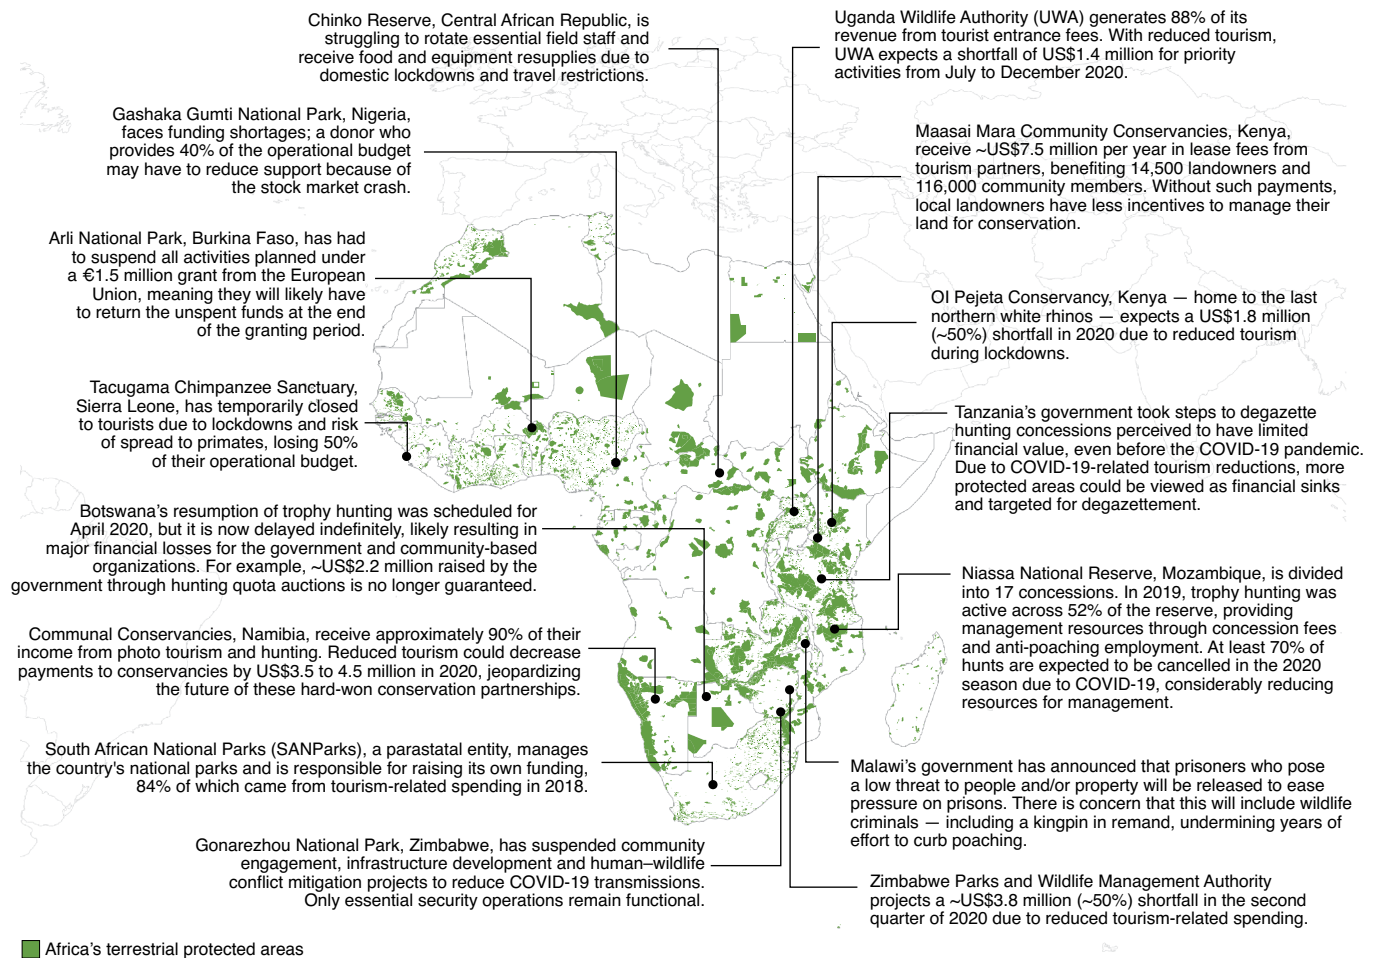 Chinko Reserve, Central African Republic, is
struggling to rotate essential field staff and
receive food and equipment resupplies due to
domestic lockdowns and travel restrictions.
Uganda Wildlife Authority (UWA) generates 88% of its
revenue from tourist entrance fees. With reduced tourism,
UWA expects a shortfall of US$1.4 million for priority
activities from July to December 2020.
Gashaka Gumti National Park, Nigeria,
faces funding shortages; a donor who
provides 40% of the operational budget
may have to reduce support because of
the stock market crash.
Maasai Mara Community Conservancies, Kenya,
receive ~US$7.5 million per year in lease fees from
tourism partners, benefiting 14,500 landowners and
116,000 community members. Without such payments,
local landowners have less incentives to manage their
land for conservation.
Arli National Park, Burkina Faso, has had
to suspend all activities planned under
a €1.5 million grant from the European
Union, meaning they will likely have
to return the unspent funds at the end
of the granting period.
OI Pejeta Conservancy, Kenya — home to the last
northern white rhinos — expects a US$1.8 million
(~50%) shortfall in 2020 due to reduced tourism
during lockdowns.
Tacugama Chimpanzee Sanctuary,
Sierra Leone, has temporarily closed
to tourists due to lockdowns and risk
of spread to primates, losing 50%
of their operational budget.
Tanzania's government took steps to degazette
hunting concessions perceived to have limited
financial value, even before the COVID-19 pandemic.
Due to COVID-19-related tourism reductions, more
protected areas could be viewed as financial sinks
and targeted for degazettement.
Botswana's resumption of trophy hunting was scheduled for
April 2020, but it is now delayed indefinitely, likely resulting in
major financial losses for the government and community-based
organizations. For example, ~US$2.2 million raised by the
government through hunting quota auctions is no longer guaranteed.
Niassa National Reserve, Mozambique, is divided
into 17 concessions. In 2019, trophy hunting was
active across 52% of the reserve, providing
management resources through concession fees
and anti-poaching employment. At least 70% of
hunts are expected to be cancelled in the 2020
season due to COVID-19, considerably reducing
resources for management.
Communal Conservancies, Namibia, receive approximately 90% of their
income from photo tourism and hunting. Reduced tourism could decrease
payments to conservancies by US$3.5 to 4.5 million in 2020, jeopardizing
the future of these hard-won conservation partnerships.
South African National Parks (SANParks), a parastatal entity, manages
the country's national parks and is responsible for raising its own funding,
84% of which came from tourism-related spending in 2018.
Malawi's government has announced that prisoners who pose
a low threat to people and/or property will be released to ease
pressure on prisons. There is concern that this will include wildlife
criminals — including a kingpin in remand, undermining years of
effort to curb poaching.
Gonarezhou National Park, Zimbabwe, has suspended community
engagement, infrastructure development and human–wildlife
conflict mitigation projects to reduce COVID-19 transmissions.
Only essential security operations remain functional.
Zimbabwe Parks and Wildlife Management Authority
projects a ~US$3.8 million (~50%) shortfall in the second
quarter of 2020 due to reduced tourism-related spending.
Africa's terrestrial protected areas